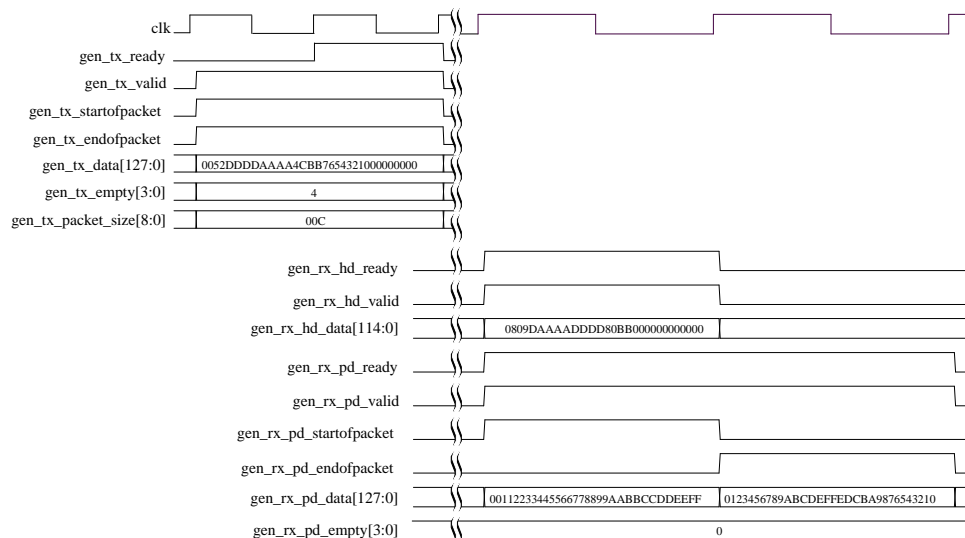 clk
gen_tx_ready
gen_tx_valid
gen_tx_startofpacket
gen_tx_endofpacket
gen_tx_data[127:0] 0052DDDDAAAA4CBB7654321000000000
gen_tx_empty[3:0] 4
gen_tx_packet_size[8:0] 00C
gen_rx_hd_ready
gen_rx_hd_valid
gen_rx_hd_data[114:0] 0809DAAAADDDD80BB000000000000
gen_rx_pd_ready
gen_rx_pd_valid
gen_rx_pd_startofpacket
gen_rx_pd_endofpacket
gen_rx_pd_data[127:0] 00112233445566778899AABBCCDDEEFF 0123456789ABCDEFFEDCBA9876543210
gen_rx_pd_empty[3:0] 0